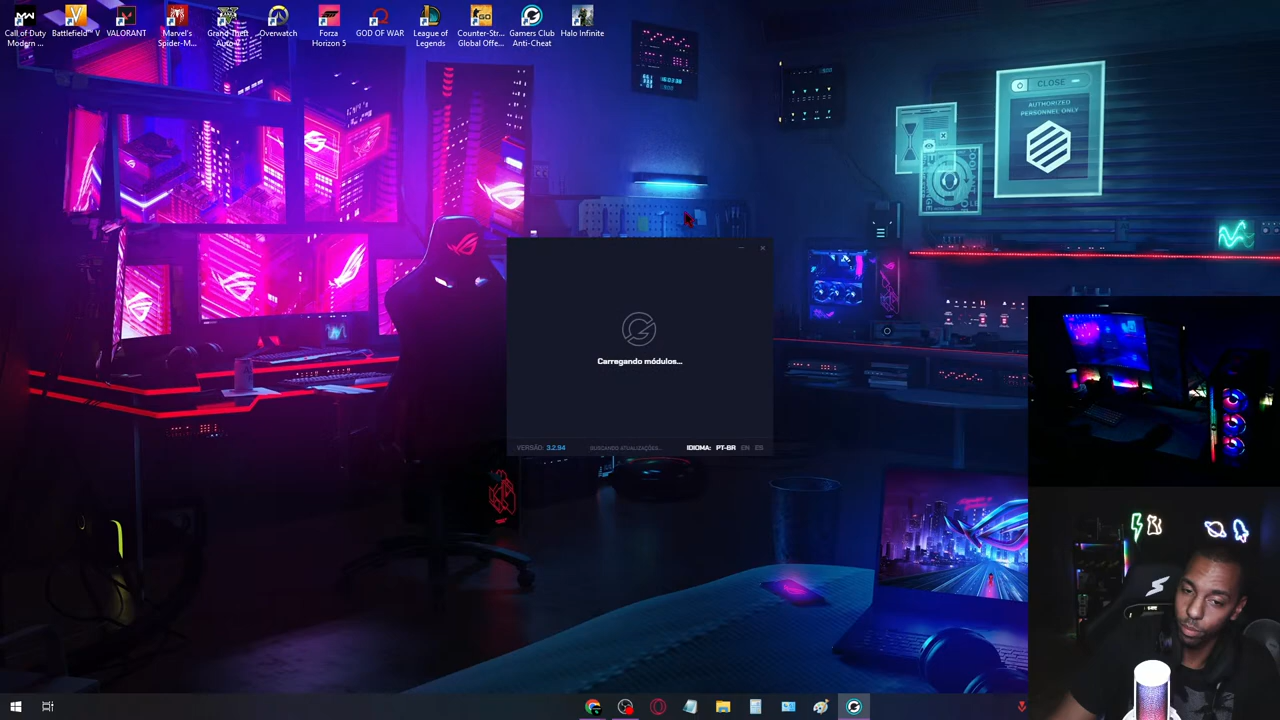 Call of Duty
Modern ...
Battlefield™ V
VALORANT
Marvel's
Spider-M...
Grand Theft
Auto V
Overwatch
Forza
Horizon 5
GOD OF WAR
League of
Legends
Counter-Str...
Global Offe...
Gamers Club
Anti-Cheat
Halo Infinite
CLOSE
AUTHORIZED
PERSONNEL ONLY
Carregando módulos...
VERSÃO: 3.2.94
BUSCANDO ATUALIZAÇÕES...
IDIOMA: PT-BR EN ES